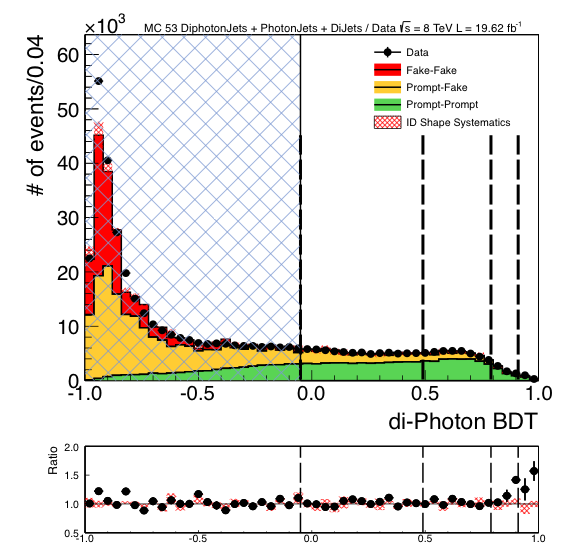 ×10³
MC 53 DiphotonJets + PhotonJets + DiJets / Data √s = 8 TeV L = 19.62 fb⁻¹
# of events/0.04
60
50
40
30
20
10
0
Data
Fake-Fake
Prompt-Fake
Prompt-Prompt
ID Shape Systematics
-1.0 -0.5 0.0 0.5 1.0
di-Photon BDT
Ratio
2.0
1.5
1.0
0.5
-1.0 -0.5 0.0 0.5 1.0